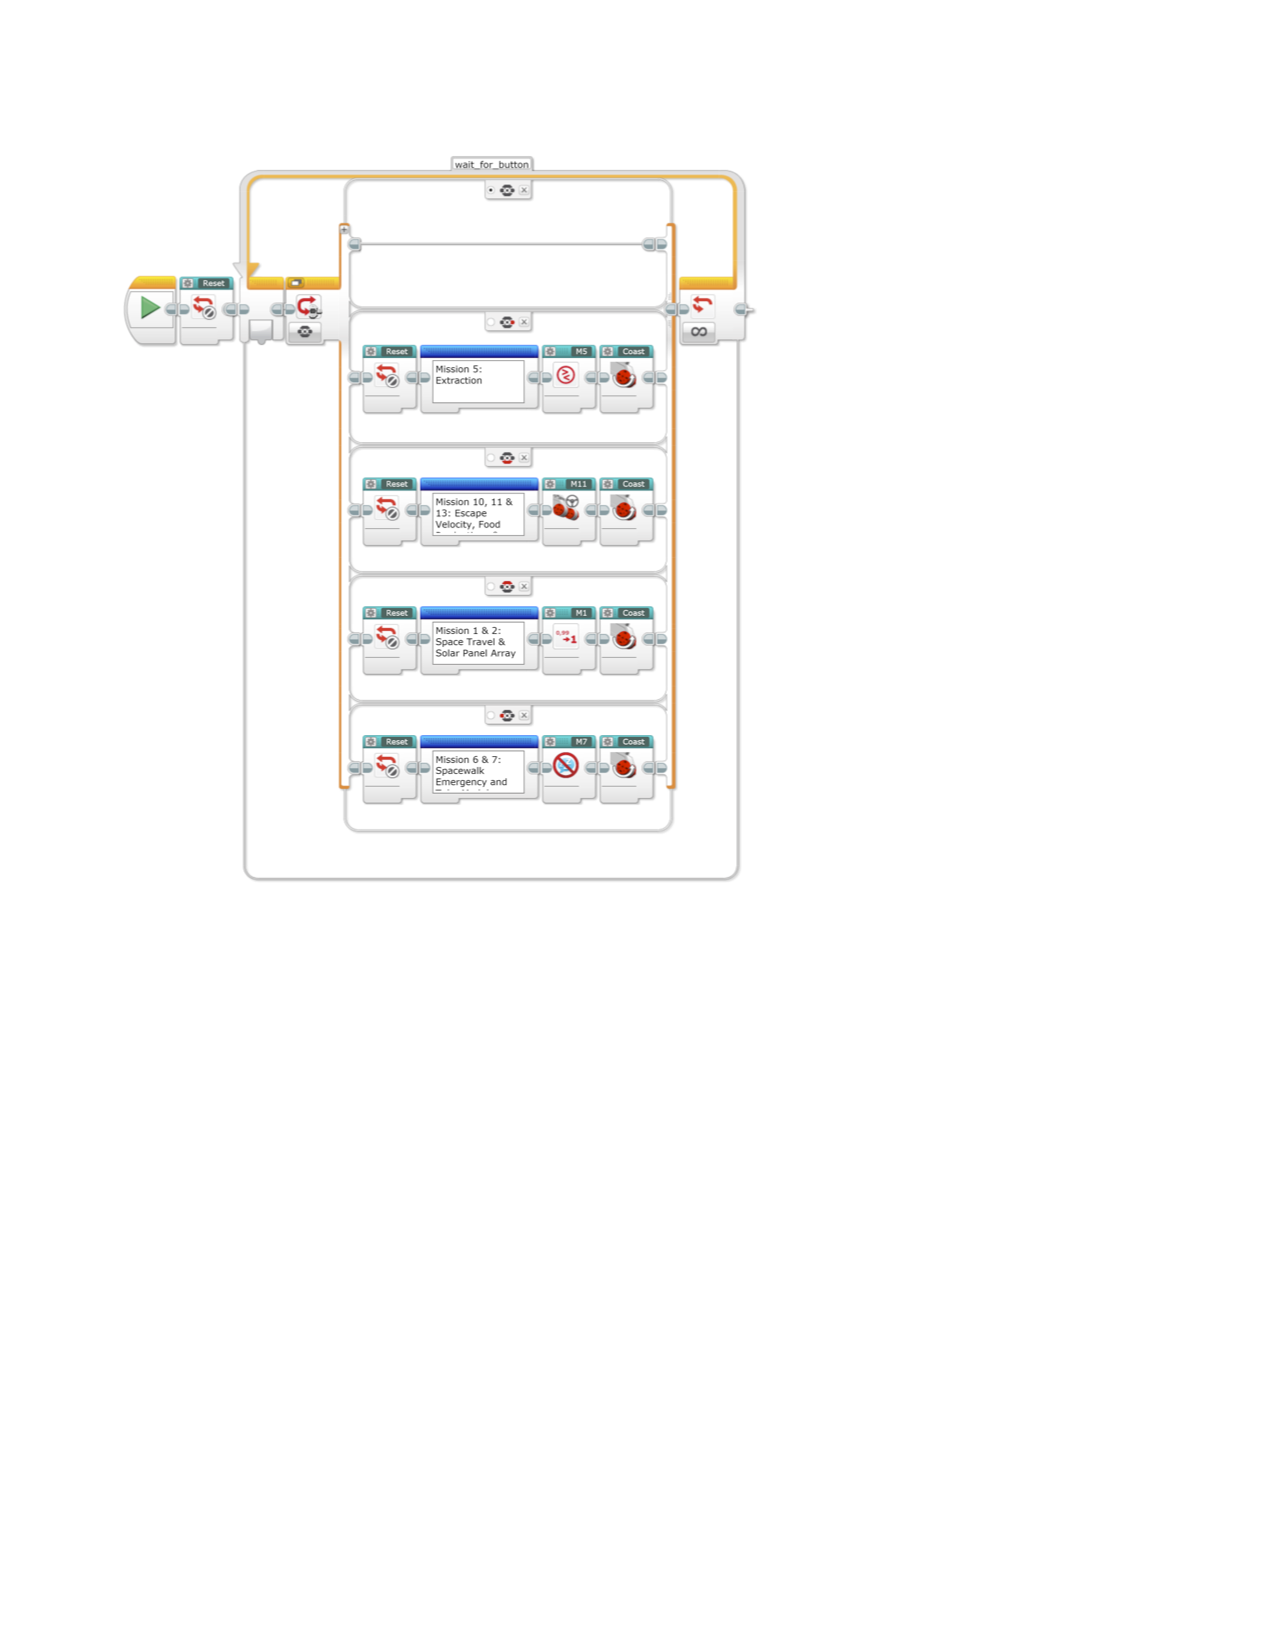 wait_for_button
Reset
Reset
Mission 5:
Extraction
M5
Coast
Reset
Mission 10, 11 &
13: Escape
Velocity, Food
M11
Coast
Reset
Mission 1 & 2:
Space Travel &
Solar Panel Array
M1
0,99
→1
Coast
Reset
Mission 6 & 7:
Spacewalk
Emergency and
M7
Coast